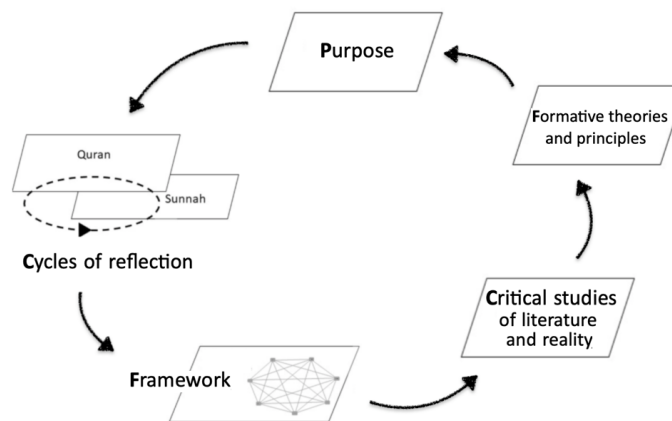 Purpose
Quran
Sunnah
Cycles of reflection
Framework
Critical studies
of literature
and reality
Formative theories
and principles